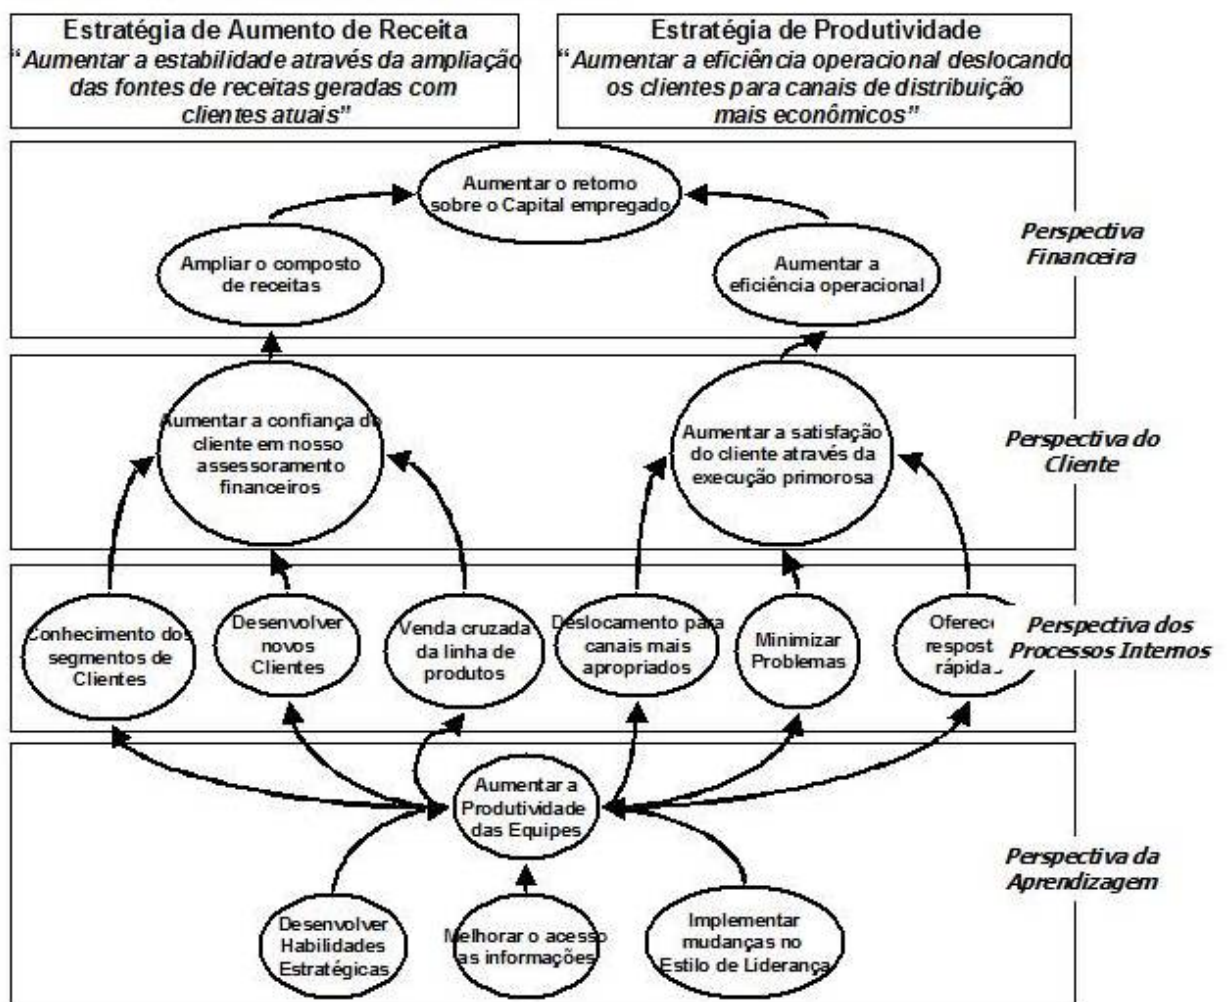 Estratégia de Aumento de Receita
“Aumentar a estabilidade através da ampliação
das fontes de receitas geradas com
clientes atuais”
Estratégia de Produtividade
“Aumentar a eficiência operacional deslocando
os clientes para canais de distribuição
mais econômicos”
Aumentar o retorno
sobre o Capital empregado
Ampliar o composto
de receitas
Aumentar a
eficiência operacional
Perspectiva
Financeira
Aumentar a confiança do
cliente em nosso
assessoramento
financeiros
Aumentar a satisfação
do cliente através da
execução primorosa
Perspectiva do
Cliente
Conhecimento dos
segmentos de
Clientes
Desenvolver
novos
Clientes
Venda cruzada
da linha de
produtos
Deslocamento para
canais mais
apropriados
Minimizar
Problemas
Oferece
respost
rápida
Perspectiva dos
Processos Internos
Aumentar a
Produtividade
das Equipes
Perspectiva da
Aprendizagem
Desenvolver
Habilidades
Estratégicas
Melhorar o acesso
as informações
Implementar
mudanças no
Estilo de Liderança